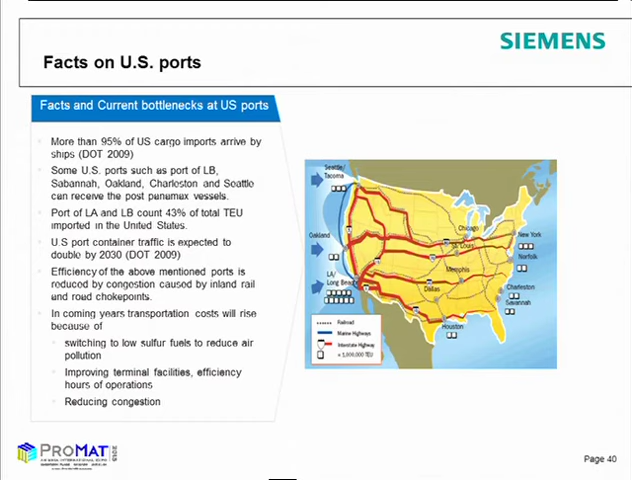 SIEMENS
Facts on U.S. ports
Facts and Current bottlenecks at US ports
More than 95% of US cargo imports arrive by
ships (DOT 2009)
Some U.S. ports such as port of LB,
Sabannah, Oakland, Charleston and Seattle
can receive the post panamax vessels.
Port of LA and LB count 43% of total TEU
imported in the United States.
U.S port container traffic is expected to
double by 2030 (DOT 2009)
Efficiency of the above mentioned ports is
reduced by congestion caused by inland rail
and road chokepoints.
In coming years transportation costs will rise
because of
switching to low sulfur fuels to reduce air
pollution
Improving terminal facilities, efficiency
hours of operations
Reducing congestion
Seattle/
Tacoma
Oakland
LA/
Long Beach
Chicago
St. Louis
New York
Norfolk
Memphis
Dallas
Charleston
Savannah
Houston
Railroad
Marine Highways
Interstate Highway
= 1,000,000 TEU
PROMAT
2013
Page 40